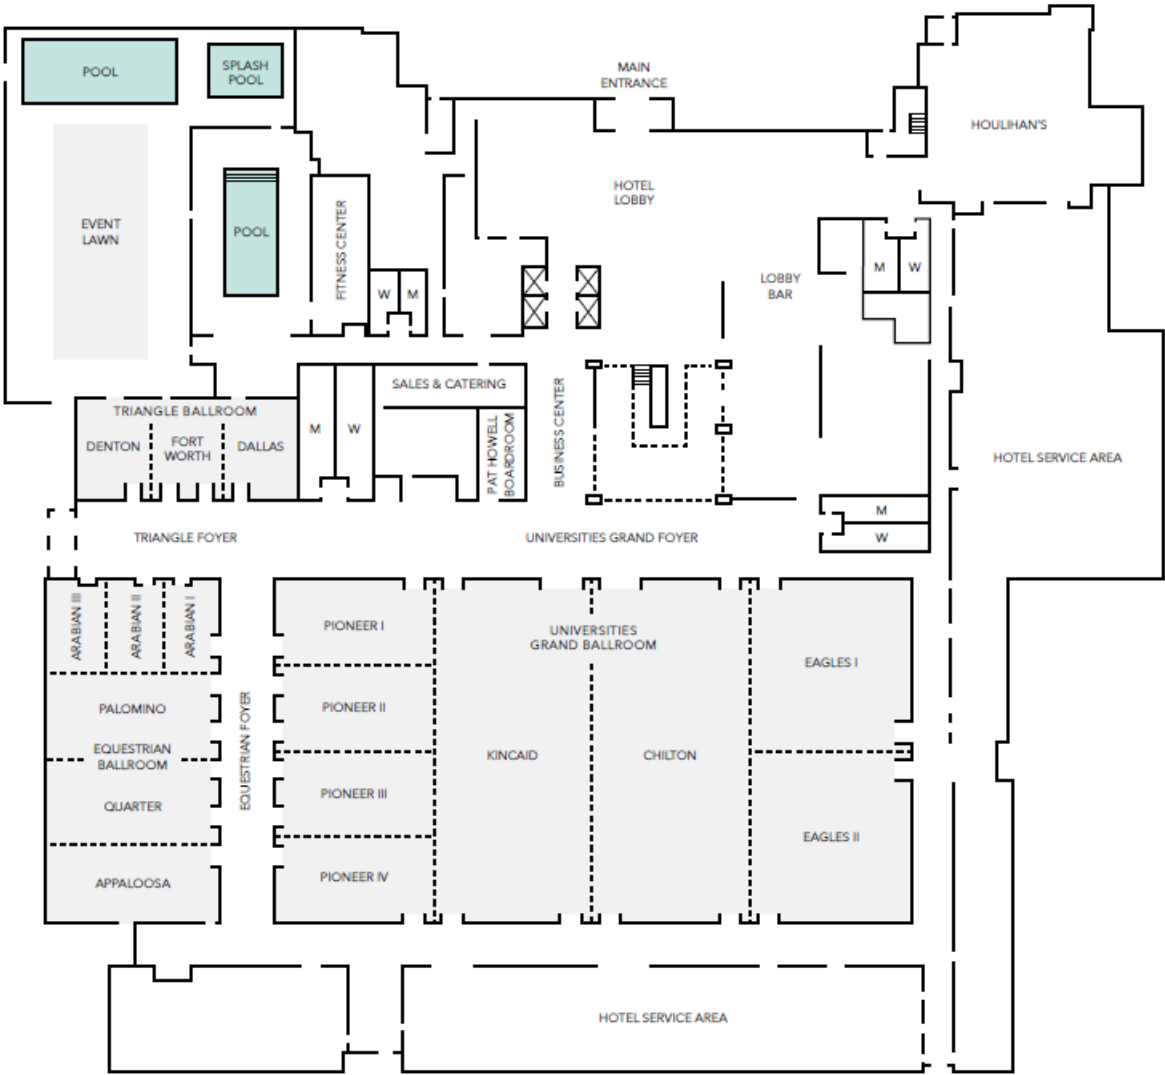 POOL
SPLASH
POOL
MAIN
ENTRANCE
HOULIHAN'S
HOTEL
LOBBY
EVENT
LAWN
POOL
FITNESS CENTER
W
M
LOBBY
BAR
M
W
TRIANGLE BALLROOM
DENTON
FORT
WORTH
DALLAS
M
W
SALES & CATERING
PAT HOWELL
BOARDROOM
BUSINESS CENTER
HOTEL SERVICE AREA
M
W
TRIANGLE FOYER
UNIVERSITIES GRAND FOYER
ARABIAN III
ARABIAN II
ARABIAN I
PALOMINO
EQUESTRIAN
BALLROOM
QUARTER
APPALOOSA
EQUESTRIAN FOYER
PIONEER I
PIONEER II
PIONEER III
PIONEER IV
UNIVERSITIES
GRAND BALLROOM
KINCAID
CHILTON
EAGLES I
EAGLES II
HOTEL SERVICE AREA